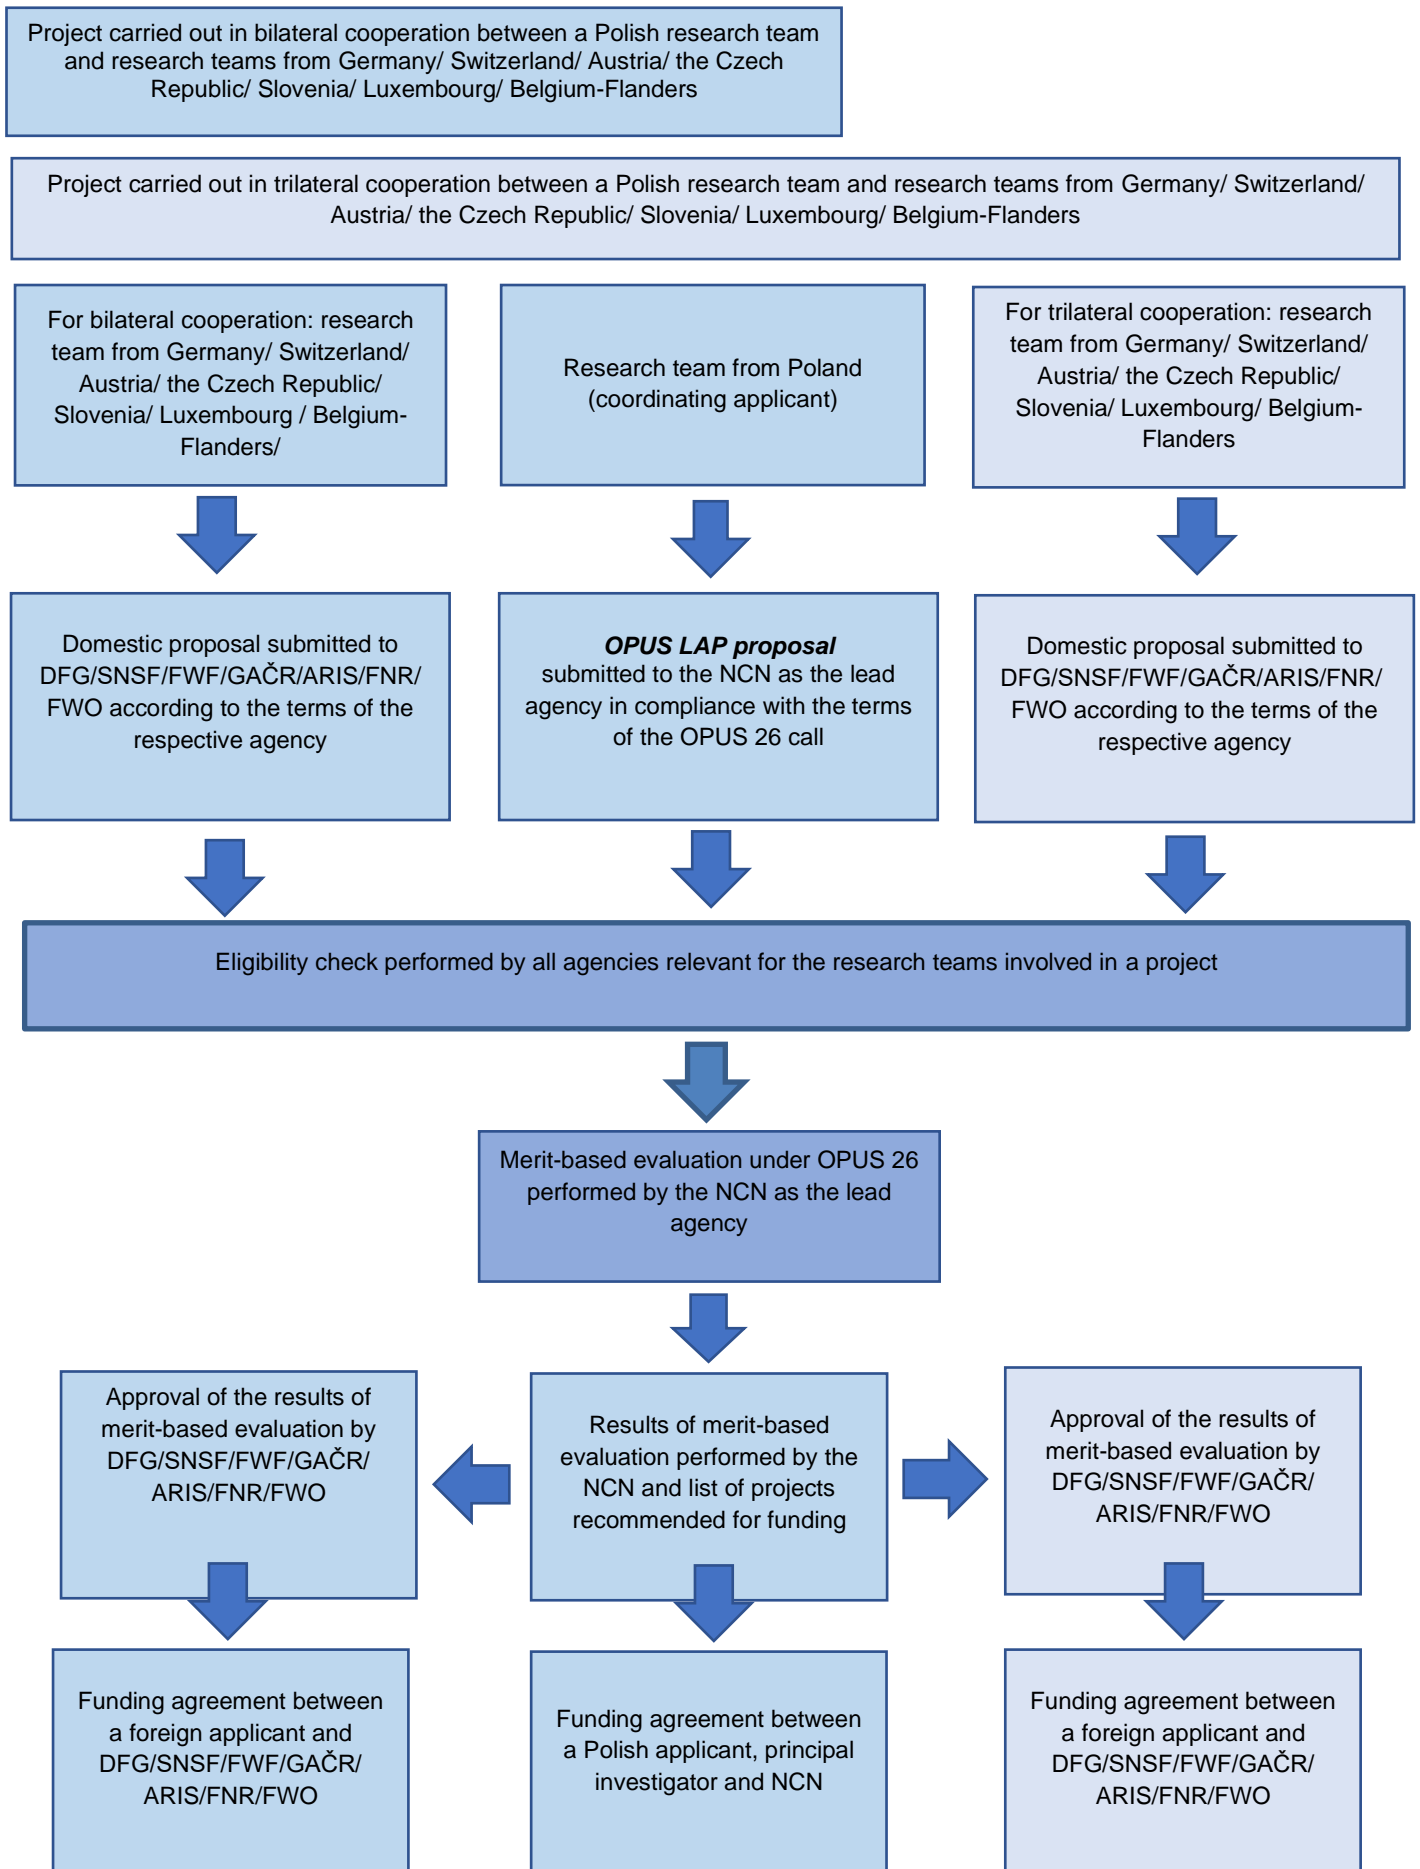 Project carried out in bilateral cooperation between a Polish research team
and research teams from Germany/ Switzerland/ Austria/ the Czech
Republic/ Slovenia/ Luxembourg/ Belgium-Flanders
Project carried out in trilateral cooperation between a Polish research team and research teams from Germany/ Switzerland/
Austria/ the Czech Republic/ Slovenia/ Luxembourg/ Belgium-Flanders
For bilateral cooperation: research
team from Germany/ Switzerland/
Austria/ the Czech Republic/
Slovenia/ Luxembourg / Belgium-
Flanders/
Research team from Poland
(coordinating applicant)
For trilateral cooperation: research
team from Germany/ Switzerland/
Austria/ the Czech Republic/
Slovenia/ Luxembourg/ Belgium-
Flanders
Domestic proposal submitted to
DFG/SNSF/FWF/GAČR/ARIS/FNR/
FWO according to the terms of the
respective agency
OPUS LAP proposal
submitted to the NCN as the lead
agency in compliance with the terms
of the OPUS 26 call
Domestic proposal submitted to
DFG/SNSF/FWF/GAČR/ARIS/FNR/
FWO according to the terms of the
respective agency
Eligibility check performed by all agencies relevant for the research teams involved in a project
Merit-based evaluation under OPUS 26
performed by the NCN as the lead
agency
Approval of the results of
merit-based evaluation by
DFG/SNSF/FWF/GAČR/
ARIS/FNR/FWO
Results of merit-based
evaluation performed by the
NCN and list of projects
recommended for funding
Approval of the results of
merit-based evaluation by
DFG/SNSF/FWF/GAČR/
ARIS/FNR/FWO
Funding agreement between
a foreign applicant and
DFG/SNSF/FWF/GAČR/
ARIS/FNR/FWO
Funding agreement between
a Polish applicant, principal
investigator and NCN
Funding agreement between
a foreign applicant and
DFG/SNSF/FWF/GAČR/
ARIS/FNR/FWO